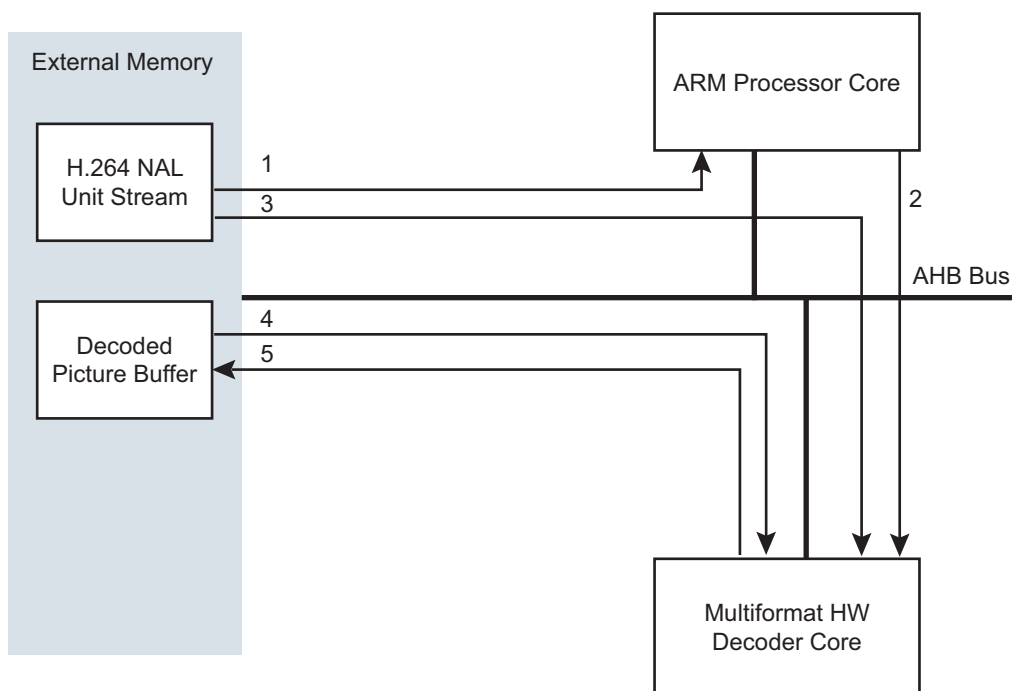 External Memory
ARM Processor Core
H.264 NAL
Unit Stream
1
3
2
AHB Bus
Decoded
Picture Buffer
4
5
Multiformat HW
Decoder Core